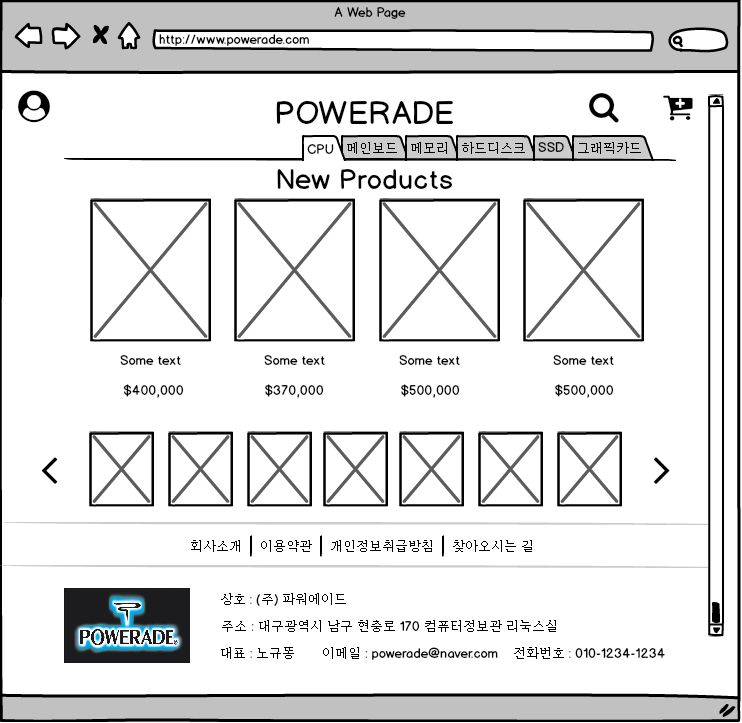 A Web Page
http://www.powerade.com
POWERADE
CPU 메인보드 메모리 하드디스크 SSD 그래픽카드
New Products
Some text Some text Some text Some text
$400,000 $370,000 $500,000 $500,000
회사소개 이용약관 개인정보취급방침 찾아오시는 길
POWERADE
상호 : (주) 파워에이드
주소 : 대구광역시 남구 현충로 170 컴퓨터정보관 리눅스실
대표 : 노규똥 이메일 : powerade@naver.com 전화번호 : 010-1234-1234